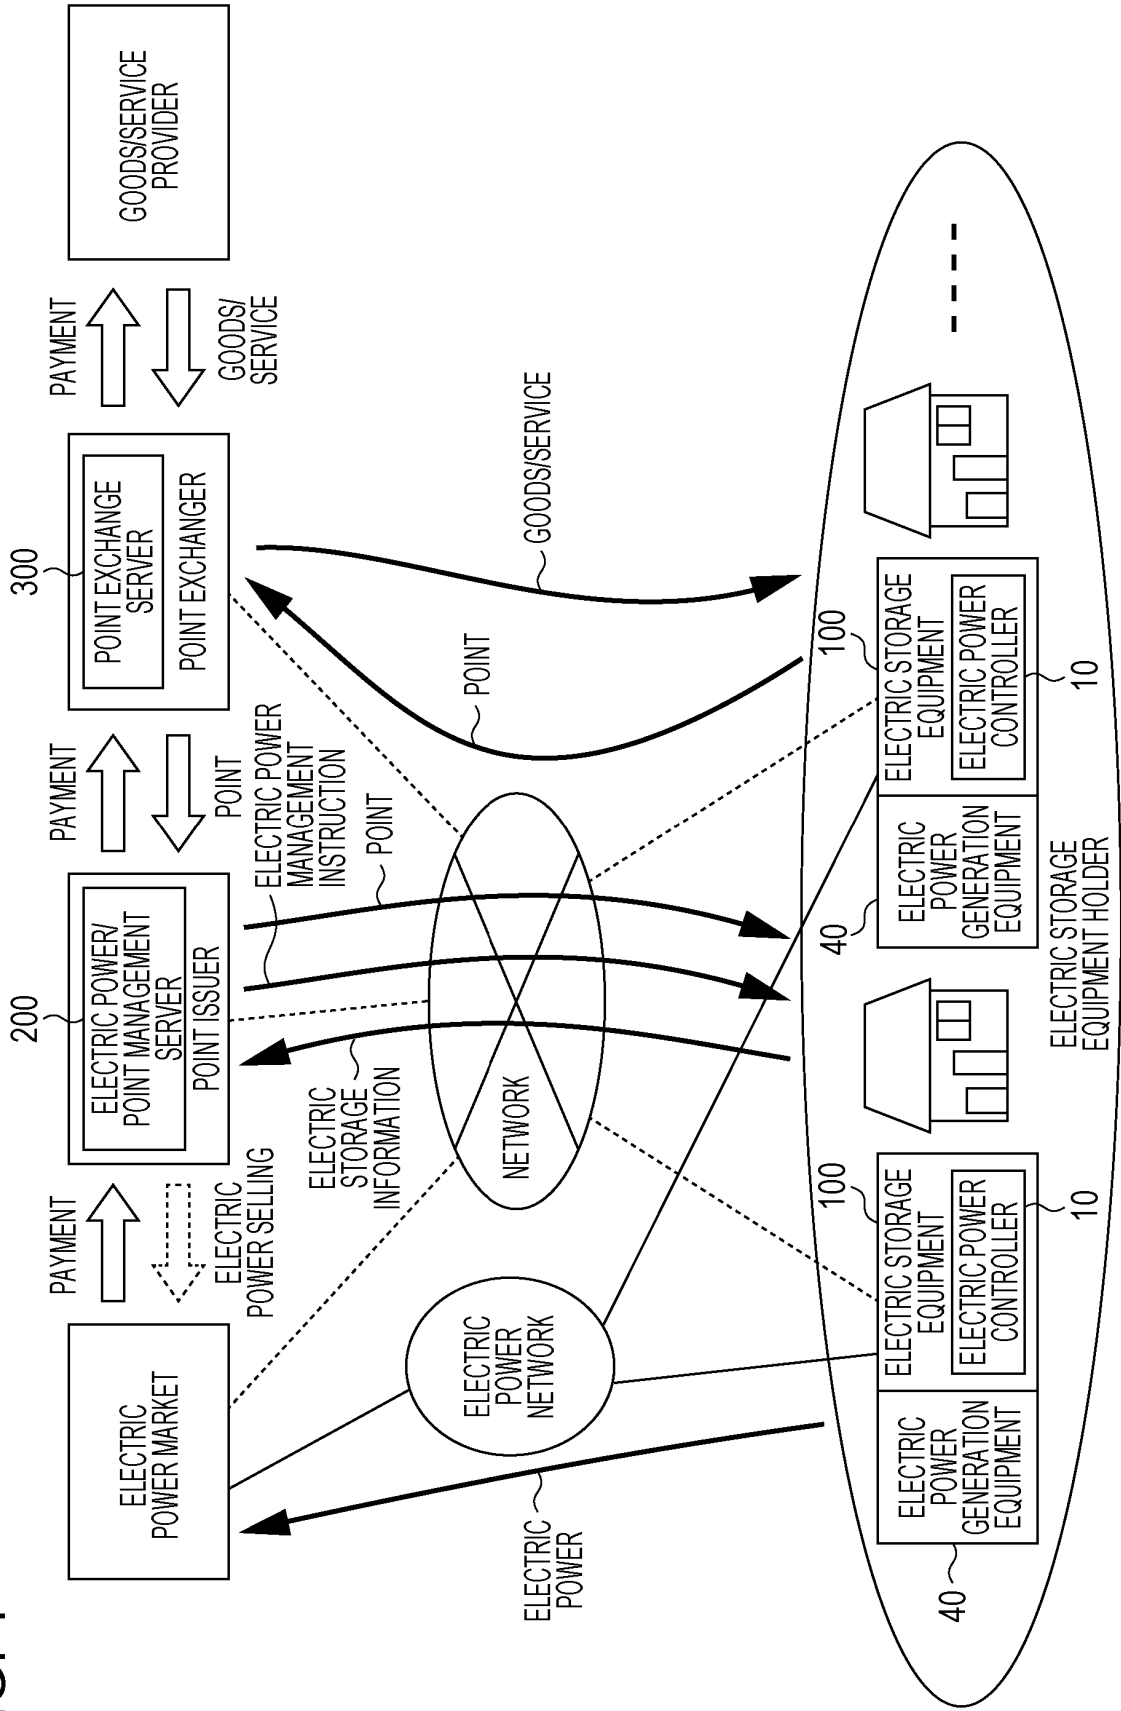 ELECTRIC
POWER MARKET
PAYMENT
ELECTRIC
POWER SELLING
200
ELECTRIC POWER/
POINT MANAGEMENT
SERVER
POINT ISSUER
PAYMENT
POINT
300
POINT EXCHANGE
SERVER
POINT EXCHANGER
PAYMENT
GOODS/
SERVICE
GOODS/SERVICE
PROVIDER
ELECTRIC
POWER
ELECTRIC
POWER
NETWORK
ELECTRIC
STORAGE
INFORMATION
NETWORK
ELECTRIC POWER
MANAGEMENT
INSTRUCTION
POINT
POINT
GOODS/SERVICE
40
ELECTRIC
POWER
GENERATION
EQUIPMENT
100
ELECTRIC STORAGE
EQUIPMENT
ELECTRIC POWER
CONTROLLER
10
40
ELECTRIC
POWER
GENERATION
EQUIPMENT
100
ELECTRIC STORAGE
EQUIPMENT
ELECTRIC POWER
CONTROLLER
10
ELECTRIC STORAGE
EQUIPMENT HOLDER